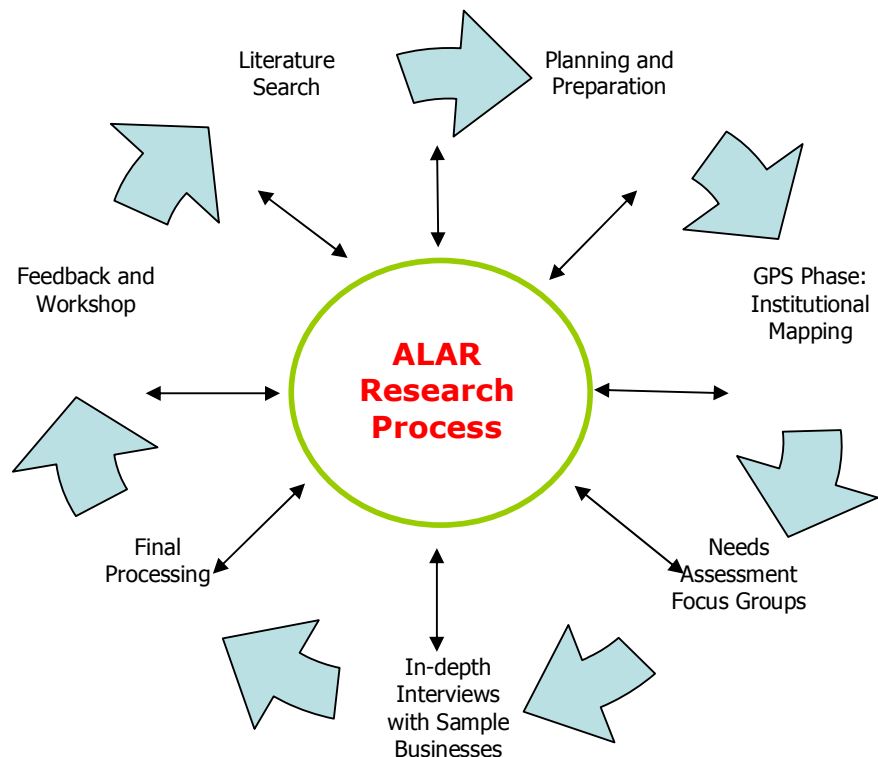 Literature
Search
Planning and
Preparation
GPS Phase:
Institutional
Mapping
Needs
Assessment
Focus Groups
In-depth
Interviews
with Sample
Businesses
Final
Processing
Feedback and
Workshop
ALAR
Research
Process